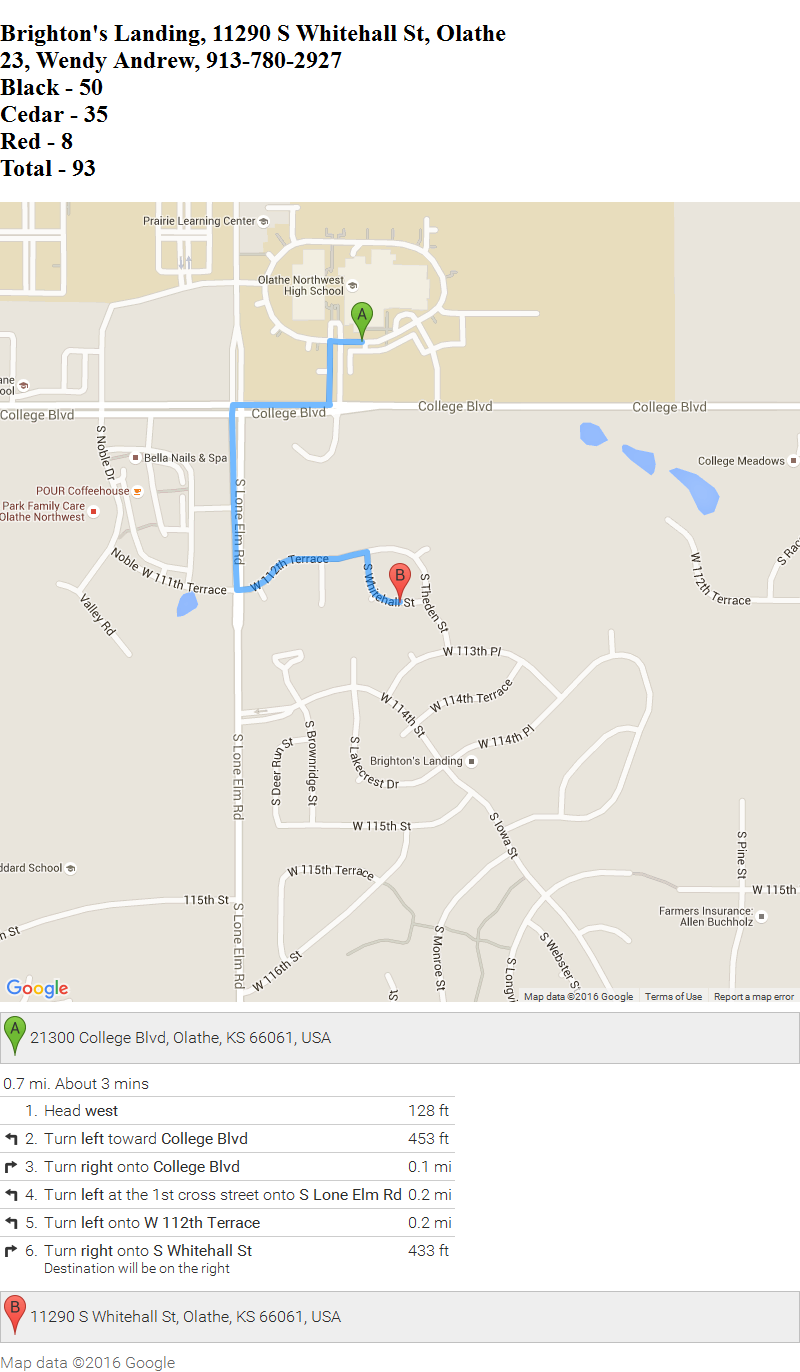 Brighton's Landing, 11290 S Whitehall St, Olathe
23, Wendy Andrew, 913-780-2927
Black - 50
Cedar - 35
Red - 8
Total - 93
Prairie Learning Center
Olathe Northwest
High School
A
ane
ool
College Blvd
College Blvd
College Blvd
College Blvd
S Noble Dr
Bella Nails & Spa
College Meadows
POUR Coffeehouse
Park Family Care
Olathe Northwest
S Lone Elm Rd
Noble
W 111th Terrace
W 112th Terrace
S Whitehall St
B
S Theden St
W 112th Terrace
S Rac
Valley Rd
W 113th Pl
W 114th Terrace
W 114th St
W 114th Pl
S Brownridge St
S Deer Run St
S Lakecrest Dr
Brighton's Landing
S Lone Elm Rd
W 115th St
S Iowa St
S Pine St
ddard School
W 115th Terrace
115th St
W 115th
S Lone Elm Rd
Farmers Insurance:
Allen Buchholz
n St
S Monroe St
S Webster S
W 116th St
S Longv
S
Google
Map data ©2016 Google Terms of Use Report a map error
A 21300 College Blvd, Olathe, KS 66061, USA
0.7 mi. About 3 mins
1. Head west 128 ft
2. Turn left toward College Blvd 453 ft
3. Turn right onto College Blvd 0.1 mi
4. Turn left at the 1st cross street onto S Lone Elm Rd 0.2 mi
5. Turn left onto W 112th Terrace 0.2 mi
6. Turn right onto S Whitehall St 433 ft
Destination will be on the right
B 11290 S Whitehall St, Olathe, KS 66061, USA
Map data ©2016 Google